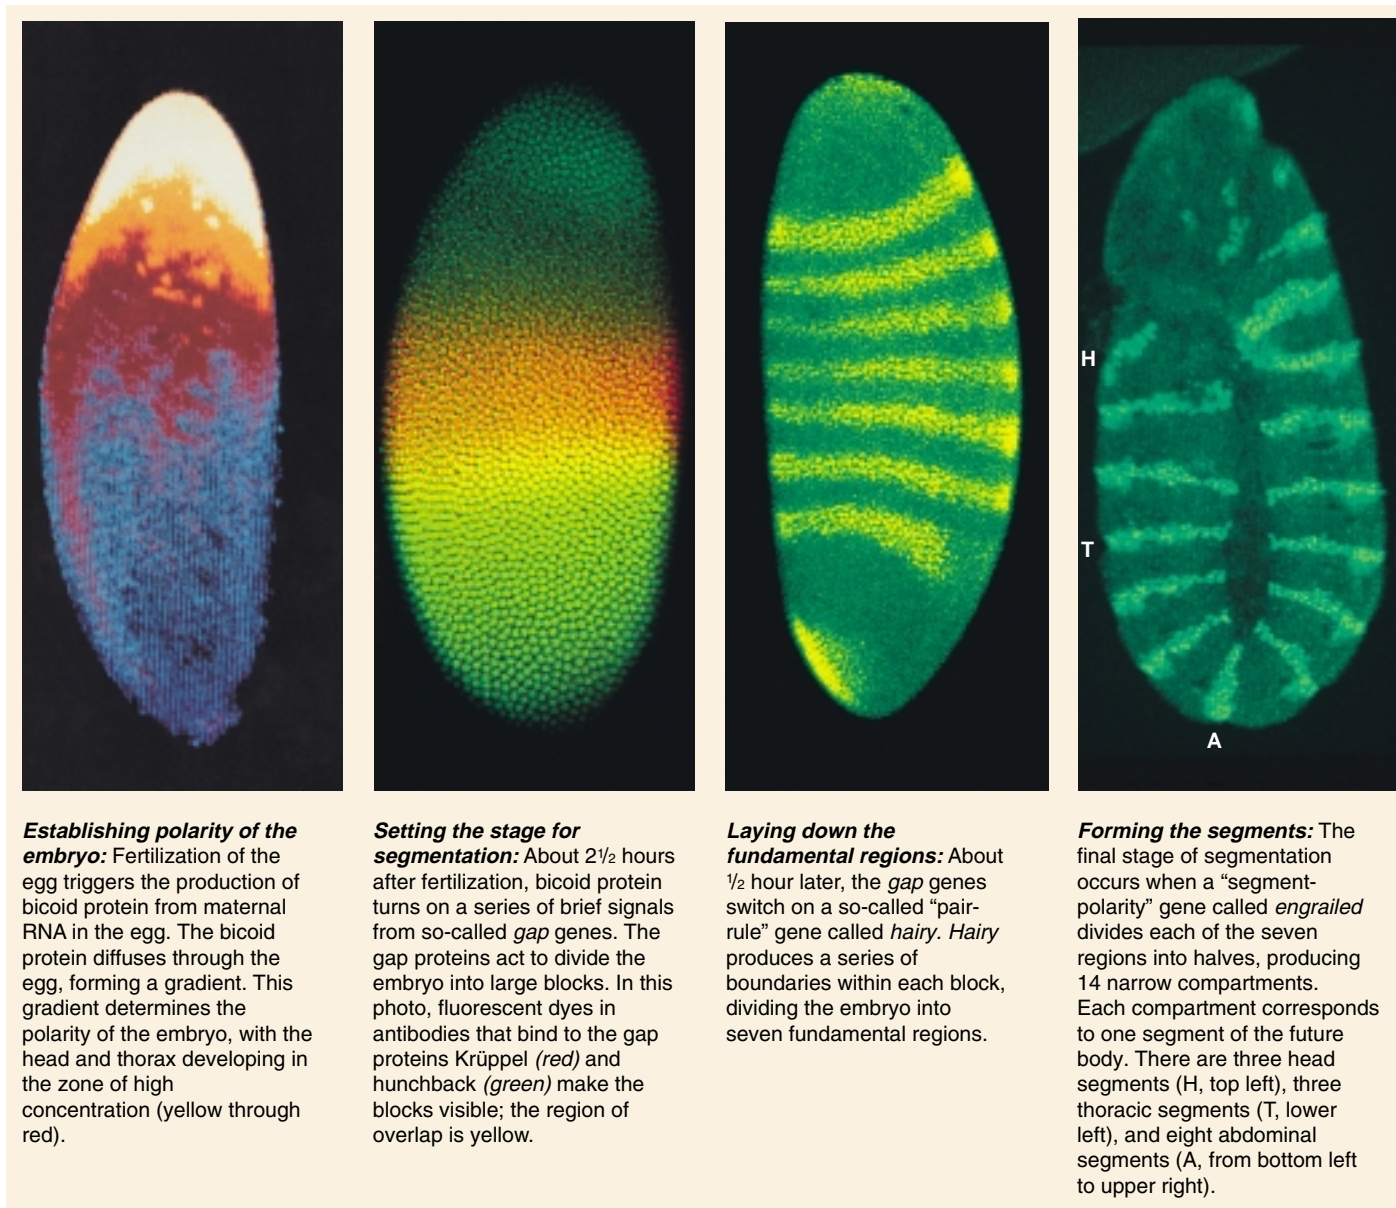 H
T
A
Establishing polarity of the
embryo: Fertilization of the
egg triggers the production of
bicoid protein from maternal
RNA in the egg. The bicoid
protein diffuses through the
egg, forming a gradient. This
gradient determines the
polarity of the embryo, with the
head and thorax developing in
the zone of high
concentration (yellow through
red).
Setting the stage for
segmentation: About 2 1/2 hours
after fertilization, bicoid protein
turns on a series of brief signals
from so-called gap genes. The
gap proteins act to divide the
embryo into large blocks. In this
photo, fluorescent dyes in
antibodies that bind to the gap
proteins Krüppel (red) and
hunchback (green) make the
blocks visible; the region of
overlap is yellow.
Laying down the
fundamental regions: About
1/2 hour later, the gap genes
switch on a so-called “pair-
rule” gene called hairy. Hairy
produces a series of
boundaries within each block,
dividing the embryo into
seven fundamental regions.
Forming the segments: The
final stage of segmentation
occurs when a “segment-
polarity” gene called engrailed
divides each of the seven
regions into halves, producing
14 narrow compartments.
Each compartment corresponds
to one segment of the future
body. There are three head
segments (H, top left), three
thoracic segments (T, lower
left), and eight abdominal
segments (A, from bottom left
to upper right).